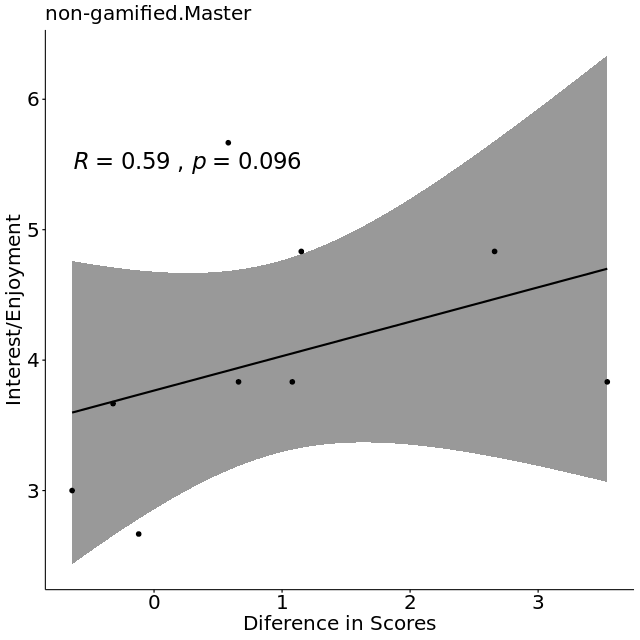 non-gamified.Master
6
R = 0.59 , p = 0.096
5
4
3
Interest/Enjoyment
0 1 2 3
Diference in Scores